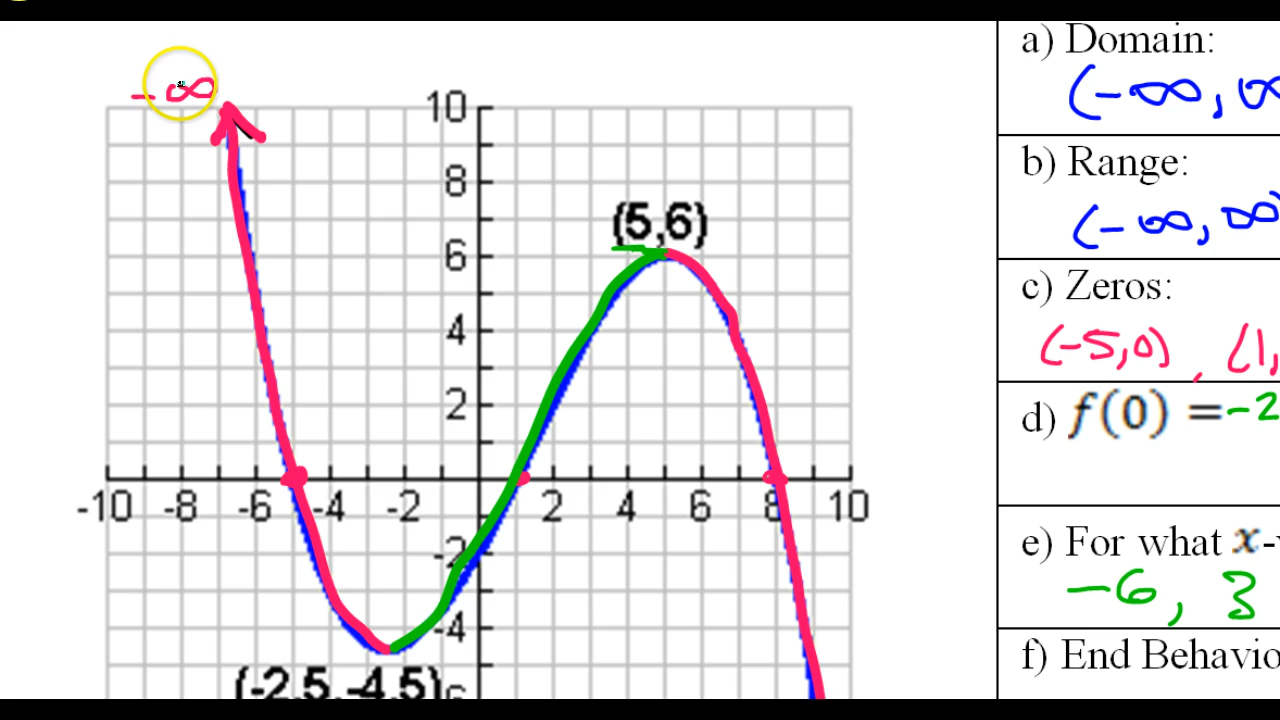 -∞
10
8
(5,6)
6
4
2
-10 -8 -6 -4 -2 2 4 6 8 10
-2
-4
(-2.5,-4.5)
a) Domain:
(-∞, ∞
b) Range:
(-∞, ∞)
c) Zeros:
(-5,0), (1,
d) f(0) = -2
e) For what x-
-6, 3
f) End Behavio